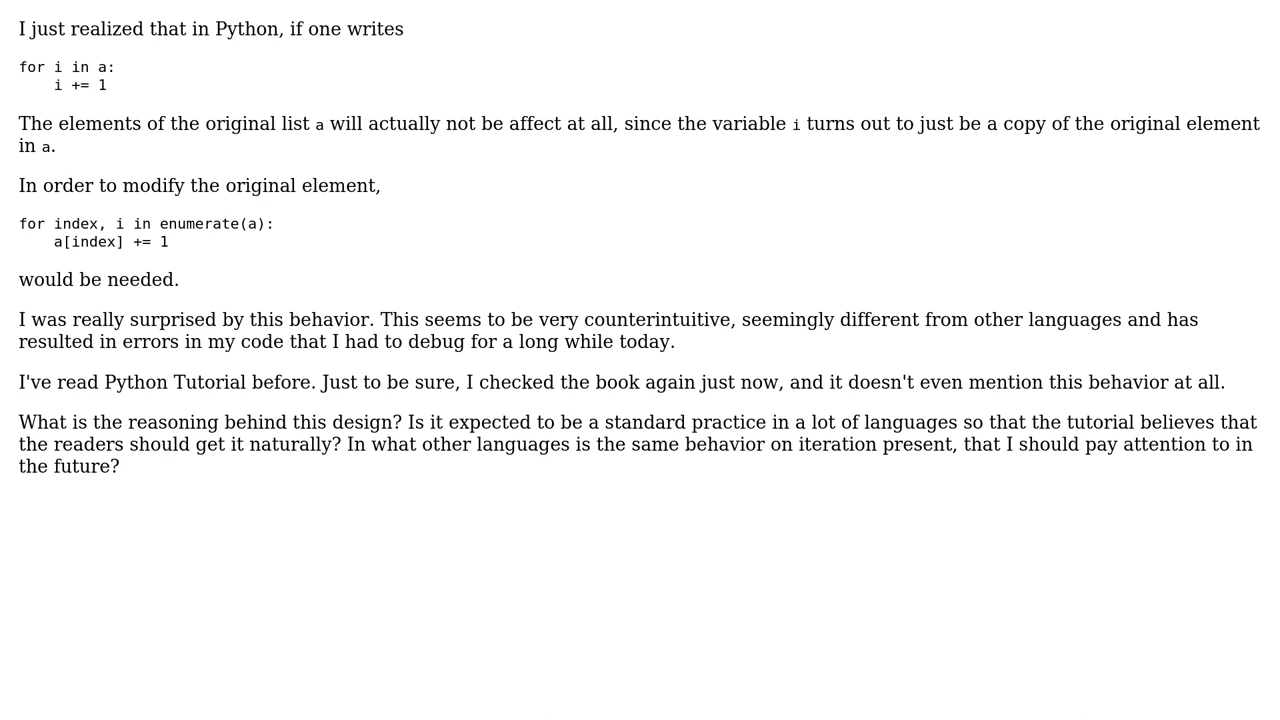 I just realized that in Python, if one writes
for i in a:
    i += 1
The elements of the original list a will actually not be affect at all, since the variable i turns out to just be a copy of the original element
in a.
In order to modify the original element,
for index, i in enumerate(a):
    a[index] += 1
would be needed.
I was really surprised by this behavior. This seems to be very counterintuitive, seemingly different from other languages and has
resulted in errors in my code that I had to debug for a long while today.
I've read Python Tutorial before. Just to be sure, I checked the book again just now, and it doesn't even mention this behavior at all.
What is the reasoning behind this design? Is it expected to be a standard practice in a lot of languages so that the tutorial believes that
the readers should get it naturally? In what other languages is the same behavior on iteration present, that I should pay attention to in
the future?